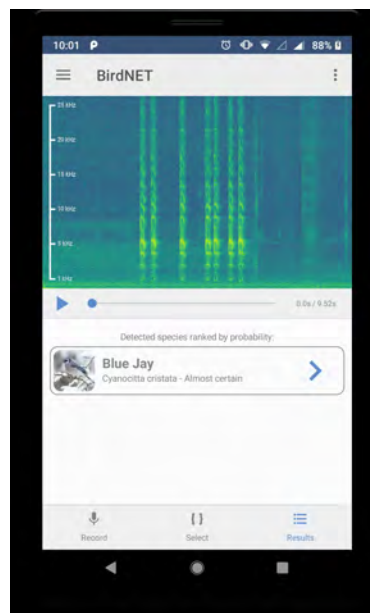 10:01 88%
BirdNET
25 kHz
20 kHz
15 kHz
10 kHz
5 kHz
1 kHz
0.0s / 9.52s
Detected species ranked by probability:
Blue Jay
Cyanocitta cristata - Almost certain
Record { } Select Results